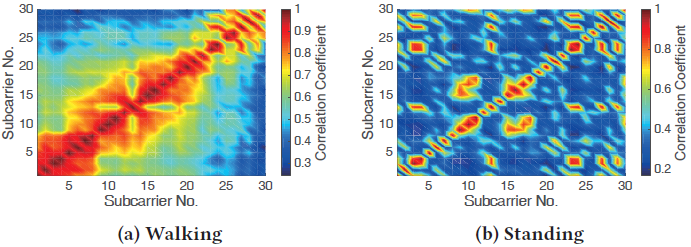 30
25
20
15
10
5
Subcarrier No.
5 10 15 20 25 30
Subcarrier No.
1
0.9
0.8
0.7
0.6
0.5
0.4
0.3
Correlation Coefficient
(a) Walking
30
25
20
15
10
5
Subcarrier No.
5 10 15 20 25 30
Subcarrier No.
1
0.8
0.6
0.4
0.2
Correlation Coefficient
(b) Standing